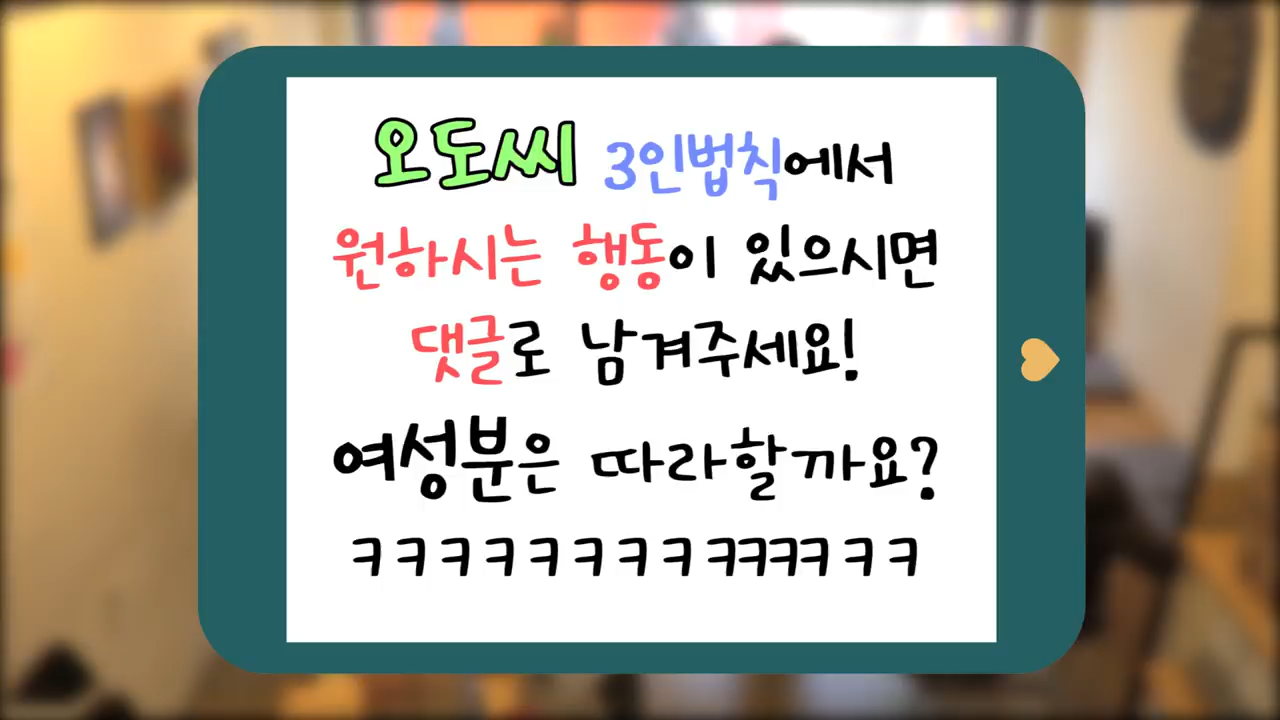 오도씨 3인법칙에서
원하시는 행동이 있으시면
댓글로 남겨주세요!
여성분은 따라할까요?
ㅋㅋㅋㅋㅋㅋㅋㅋㅋㅋㅋㅋㅋㅋ